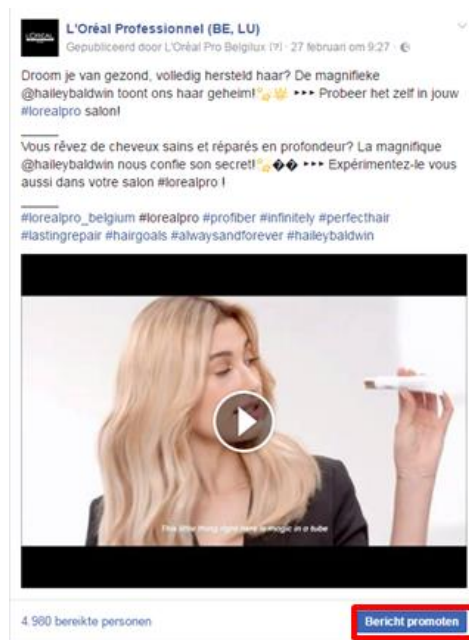 L'ORÉAL
L'Oréal Professionnel (BE, LU)
Gepubliceerd door L'Oréal Pro Belgilux [?] · 27 februari om 9:27 ·
Droom je van gezond, volledig hersteld haar? De magnifieke
@haileybaldwin toont ons haar geheim! ►►► Probeer het zelf in jouw
#lorealpro salon!
______
Vous rêvez de cheveux sains et réparés en profondeur? La magnifique
@haileybaldwin nous confie son secret! �� ►►► Expérimentez-le vous
aussi dans votre salon #lorealpro !
______
#lorealpro_belgium #lorealpro #profiber #infinitely #perfecthair
#lastingrepair #hairgoals #alwaysandforever #haileybaldwin
This little thing right here is magic in a tube
4.980 bereikte personen
Bericht promoten